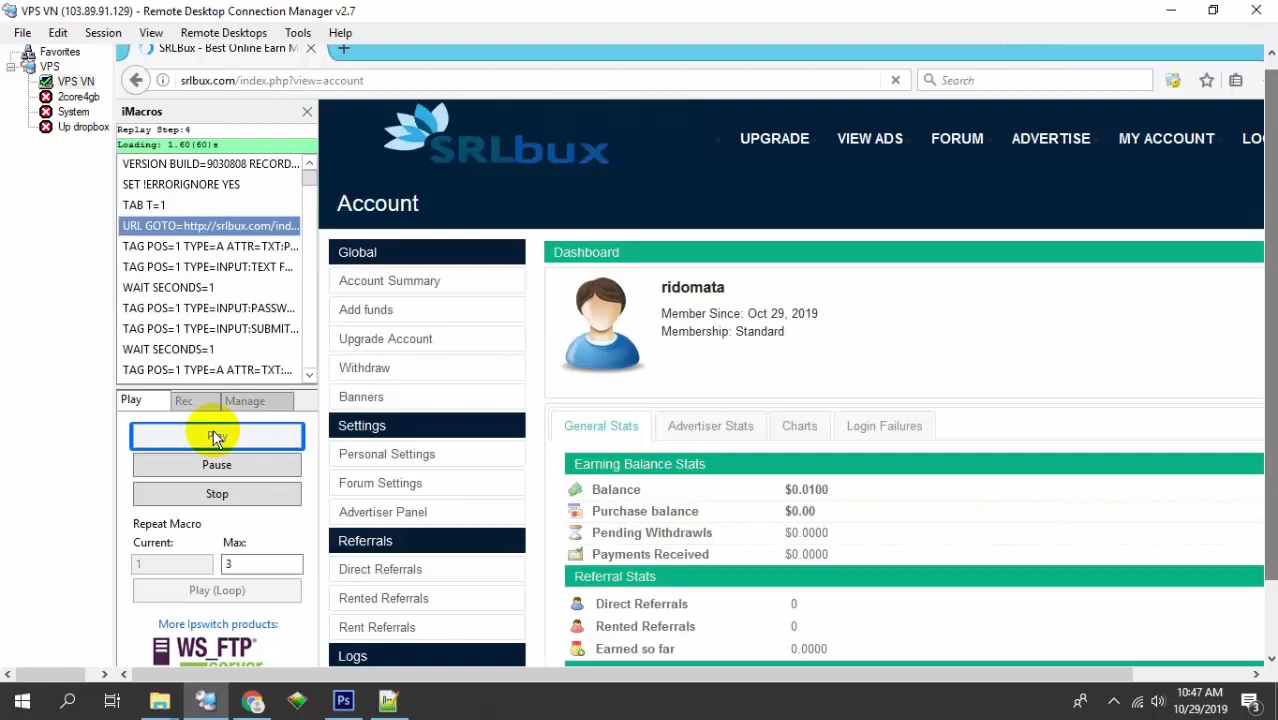 VPS VN (103.89.91.129) - Remote Desktop Connection Manager v2.7
File Edit Session View Remote Desktops Tools Help
Favorites
VPS
VPS VN
2core4gb
System
Up dropbox
SRLBux - Best Online Earn M
srlbux.com/index.php?view=account
Search
iMacros
Replay Step:4
Loading: 1.60(60)s
VERSION BUILD=9030808 RECORD...
SET !ERRORIGNORE YES
TAB T=1
URL GOTO=http://srlbux.com/ind...
TAG POS=1 TYPE=A ATTR=TXT:P...
TAG POS=1 TYPE=INPUT:TEXT F...
WAIT SECONDS=1
TAG POS=1 TYPE=INPUT:PASSW...
TAG POS=1 TYPE=INPUT:SUBMIT...
WAIT SECONDS=1
TAG POS=1 TYPE=A ATTR=TXT:...
Play Rec Manage
Play
Pause
Stop
Repeat Macro
Current: Max:
1 3
Play (Loop)
More Ipswitch products:
WS_FTP®
server
SRLbux
UPGRADE VIEW ADS FORUM ADVERTISE MY ACCOUNT LO
Account
Global
Account Summary
Add funds
Upgrade Account
Withdraw
Banners
Settings
Personal Settings
Forum Settings
Advertiser Panel
Referrals
Direct Referrals
Rented Referrals
Rent Referrals
Logs
Dashboard
ridomata
Member Since: Oct 29, 2019
Membership: Standard
General Stats Advertiser Stats Charts Login Failures
Earning Balance Stats
Balance $0.0100
Purchase balance $0.00
Pending Withdrawls $0.0000
Payments Received $0.0000
Referral Stats
Direct Referrals 0
Rented Referrals 0
Earned so far 0.0000
Ps
10:47 AM
10/29/2019
3